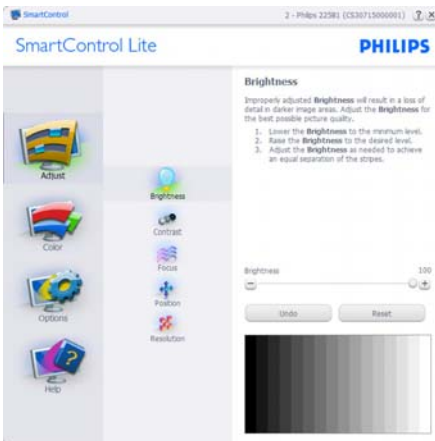 SmartControl
2 - Philips 225B1 (CS30715000001)
? X
SmartControl Lite
PHILIPS
Adjust
Color
Options
Help
Brightness
Contrast
Focus
Position
Resolution
Brightness
Improperly adjusted Brightness will result in a loss of
detail in darker image areas. Adjust the Brightness for
the best possible picture quality.
1. Lower the Brightness to the minimum level.
2. Raise the Brightness to the desired level.
3. Adjust the Brightness as needed to achieve
an equal separation of the stripes.
Brightness 100
Undo Reset